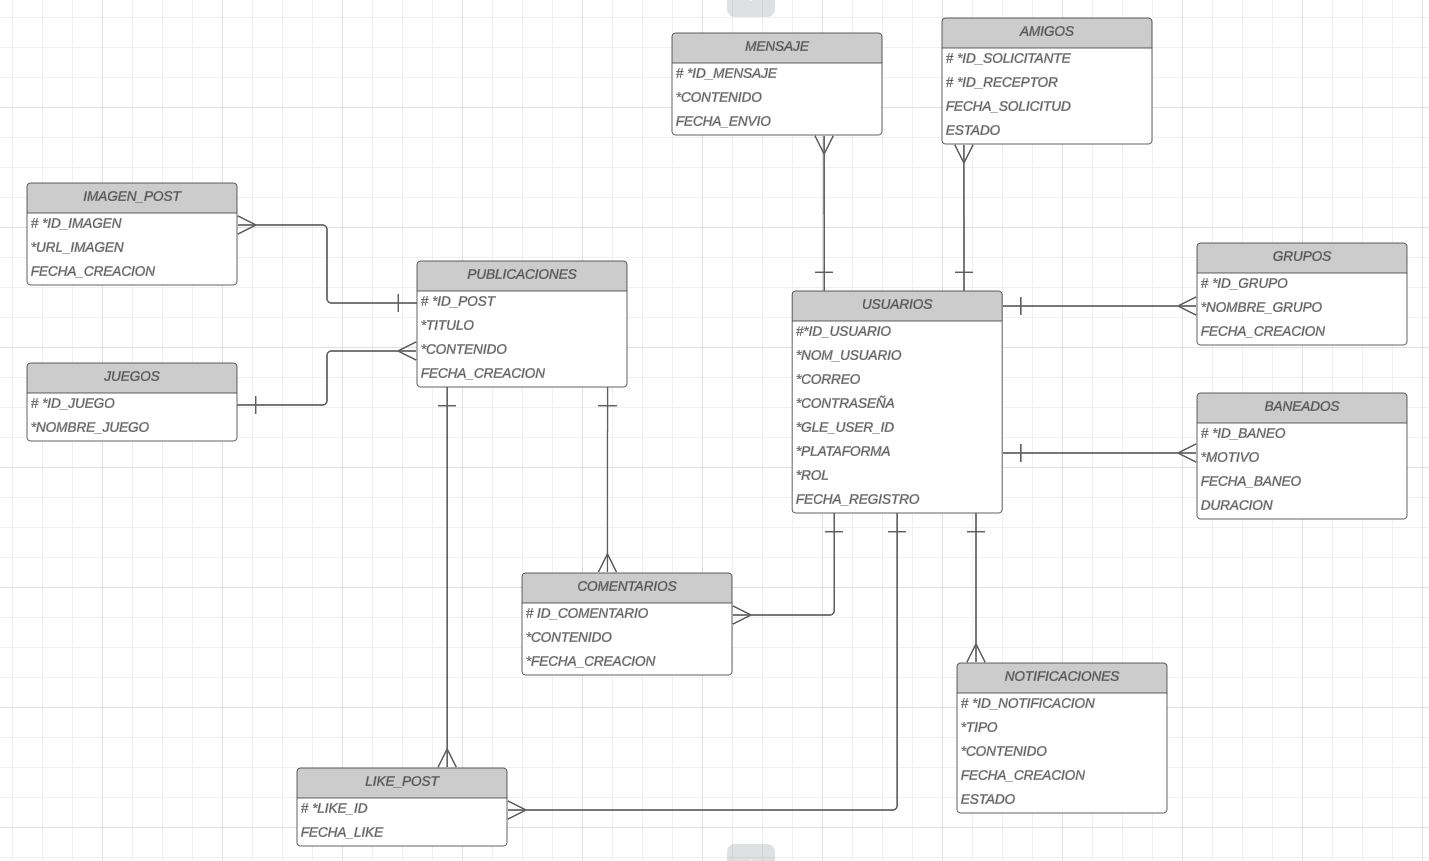 MENSAJE
# *ID_MENSAJE
*CONTENIDO
FECHA_ENVIO
AMIGOS
# *ID_SOLICITANTE
# *ID_RECEPTOR
FECHA_SOLICITUD
ESTADO
IMAGEN_POST
# *ID_IMAGEN
*URL_IMAGEN
FECHA_CREACION
PUBLICACIONES
# *ID_POST
*TITULO
*CONTENIDO
FECHA_CREACION
GRUPOS
# *ID_GRUPO
*NOMBRE_GRUPO
FECHA_CREACION
USUARIOS
#*ID_USUARIO
*NOM_USUARIO
*CORREO
*CONTRASEÑA
*GLE_USER_ID
*PLATAFORMA
*ROL
FECHA_REGISTRO
JUEGOS
# *ID_JUEGO
*NOMBRE_JUEGO
BANEADOS
# *ID_BANEO
*MOTIVO
FECHA_BANEO
DURACION
COMENTARIOS
# ID_COMENTARIO
*CONTENIDO
*FECHA_CREACION
NOTIFICACIONES
# *ID_NOTIFICACION
*TIPO
*CONTENIDO
FECHA_CREACION
ESTADO
LIKE_POST
# *LIKE_ID
FECHA_LIKE